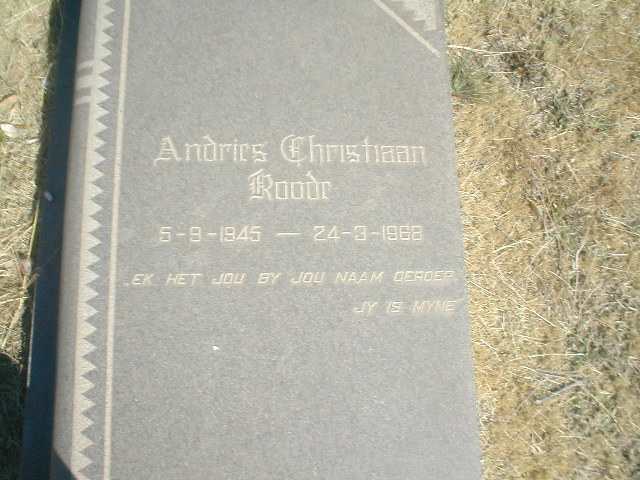 Andries Christiaan
Roode
5-9-1945 — 24-3-1968
„EK HET JOU BY JOU NAAM GEROEP
JY IS MYNE"